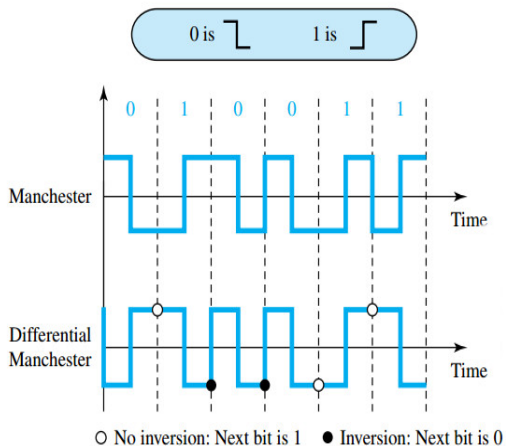 0 is 1 is
0 1 0 0 1 1
Manchester
Time
Differential
Manchester
Time
No inversion: Next bit is 1 Inversion: Next bit is 0